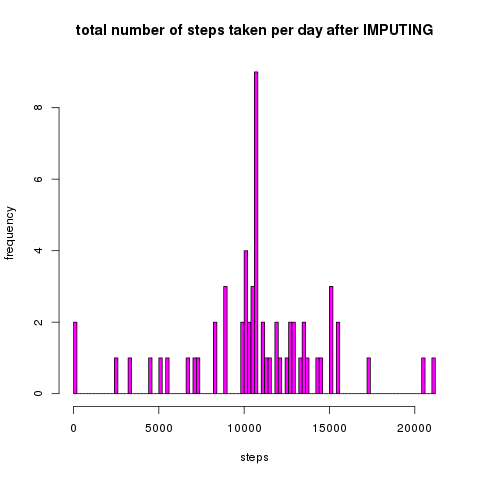 total number of steps taken per day after IMPUTING
frequency
8
6
4
2
0
0 5000 10000 15000 20000
steps